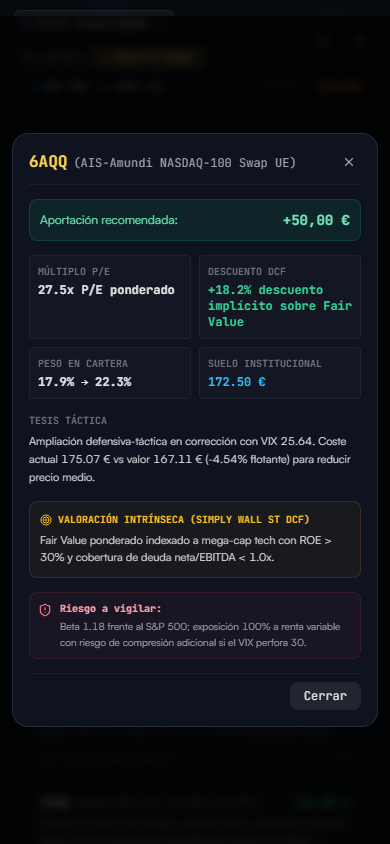 6AQQ (AIS-Amundi NASDAQ-100 Swap UE)
Aportación recomendada: +50,00 €
MÚLTIPLO P/E
27.5x P/E ponderado
DESCUENTO DCF
+18.2% descuento
implícito sobre Fair
Value
PESO EN CARTERA
17.9% → 22.3%
SUELO INSTITUCIONAL
172.50 €
TESIS TÁCTICA
Ampliación defensiva-táctica en corrección con VIX 25.64. Coste
actual 175.07 € vs valor 167.11 € (-4.54% flotante) para reducir
precio medio.
VALORACIÓN INTRÍNSECA (SIMPLY WALL ST DCF)
Fair Value ponderado indexado a mega-cap tech con ROE >
30% y cobertura de deuda neta/EBITDA < 1.0x.
Riesgo a vigilar:
Beta 1.18 frente al S&P 500; exposición 100% a renta variable
con riesgo de compresión adicional si el VIX perfora 30.
Cerrar